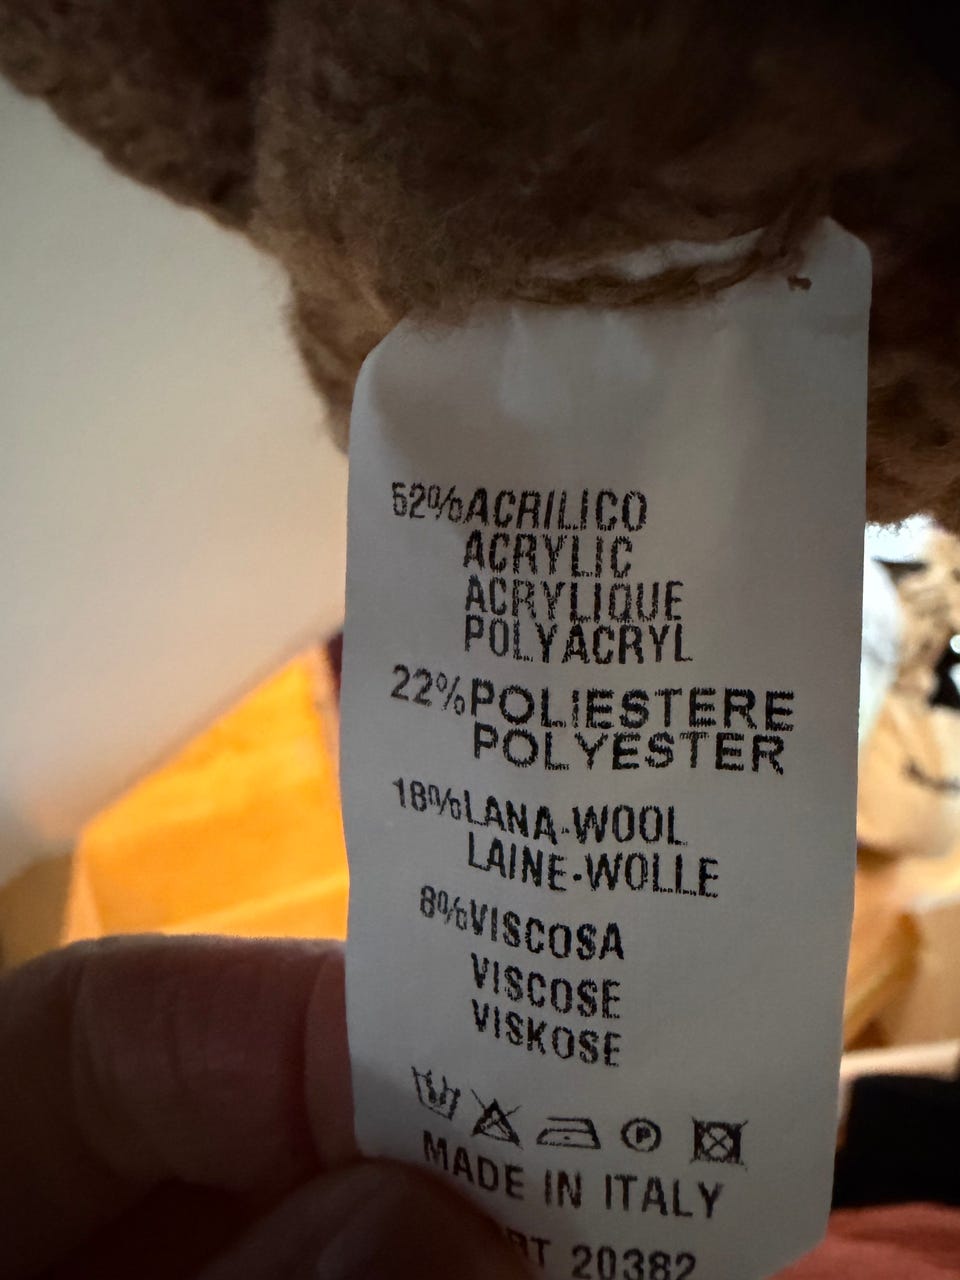 52%ACRILICO
ACRYLIC
ACRYLIQUE
POLYACRYL
22%POLIESTERE
POLYESTER
18%LANA-WOOL
LAINE-WOLLE
8%VISCOSA
VISCOSE
VISKOSE
P
MADE IN ITALY
20382